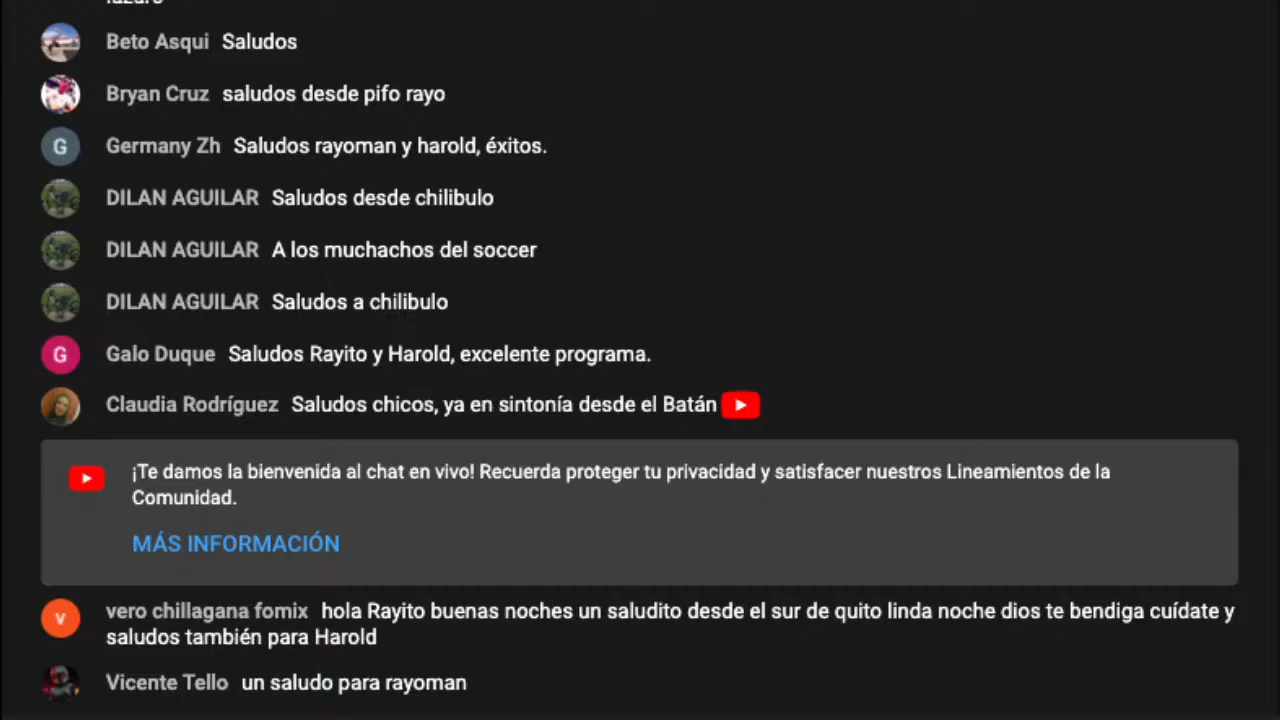 Beto Asqui Saludos
Bryan Cruz saludos desde pifo rayo
G Germany Zh Saludos rayoman y harold, éxitos.
DILAN AGUILAR Saludos desde chilibulo
DILAN AGUILAR A los muchachos del soccer
DILAN AGUILAR Saludos a chilibulo
G Galo Duque Saludos Rayito y Harold, excelente programa.
Claudia Rodríguez Saludos chicos, ya en sintonía desde el Batán
¡Te damos la bienvenida al chat en vivo! Recuerda proteger tu privacidad y satisfacer nuestros Lineamientos de la
Comunidad.
MÁS INFORMACIÓN
v vero chillagana fomix hola Rayito buenas noches un saludito desde el sur de quito linda noche dios te bendiga cuídate y
saludos también para Harold
Vicente Tello un saludo para rayoman